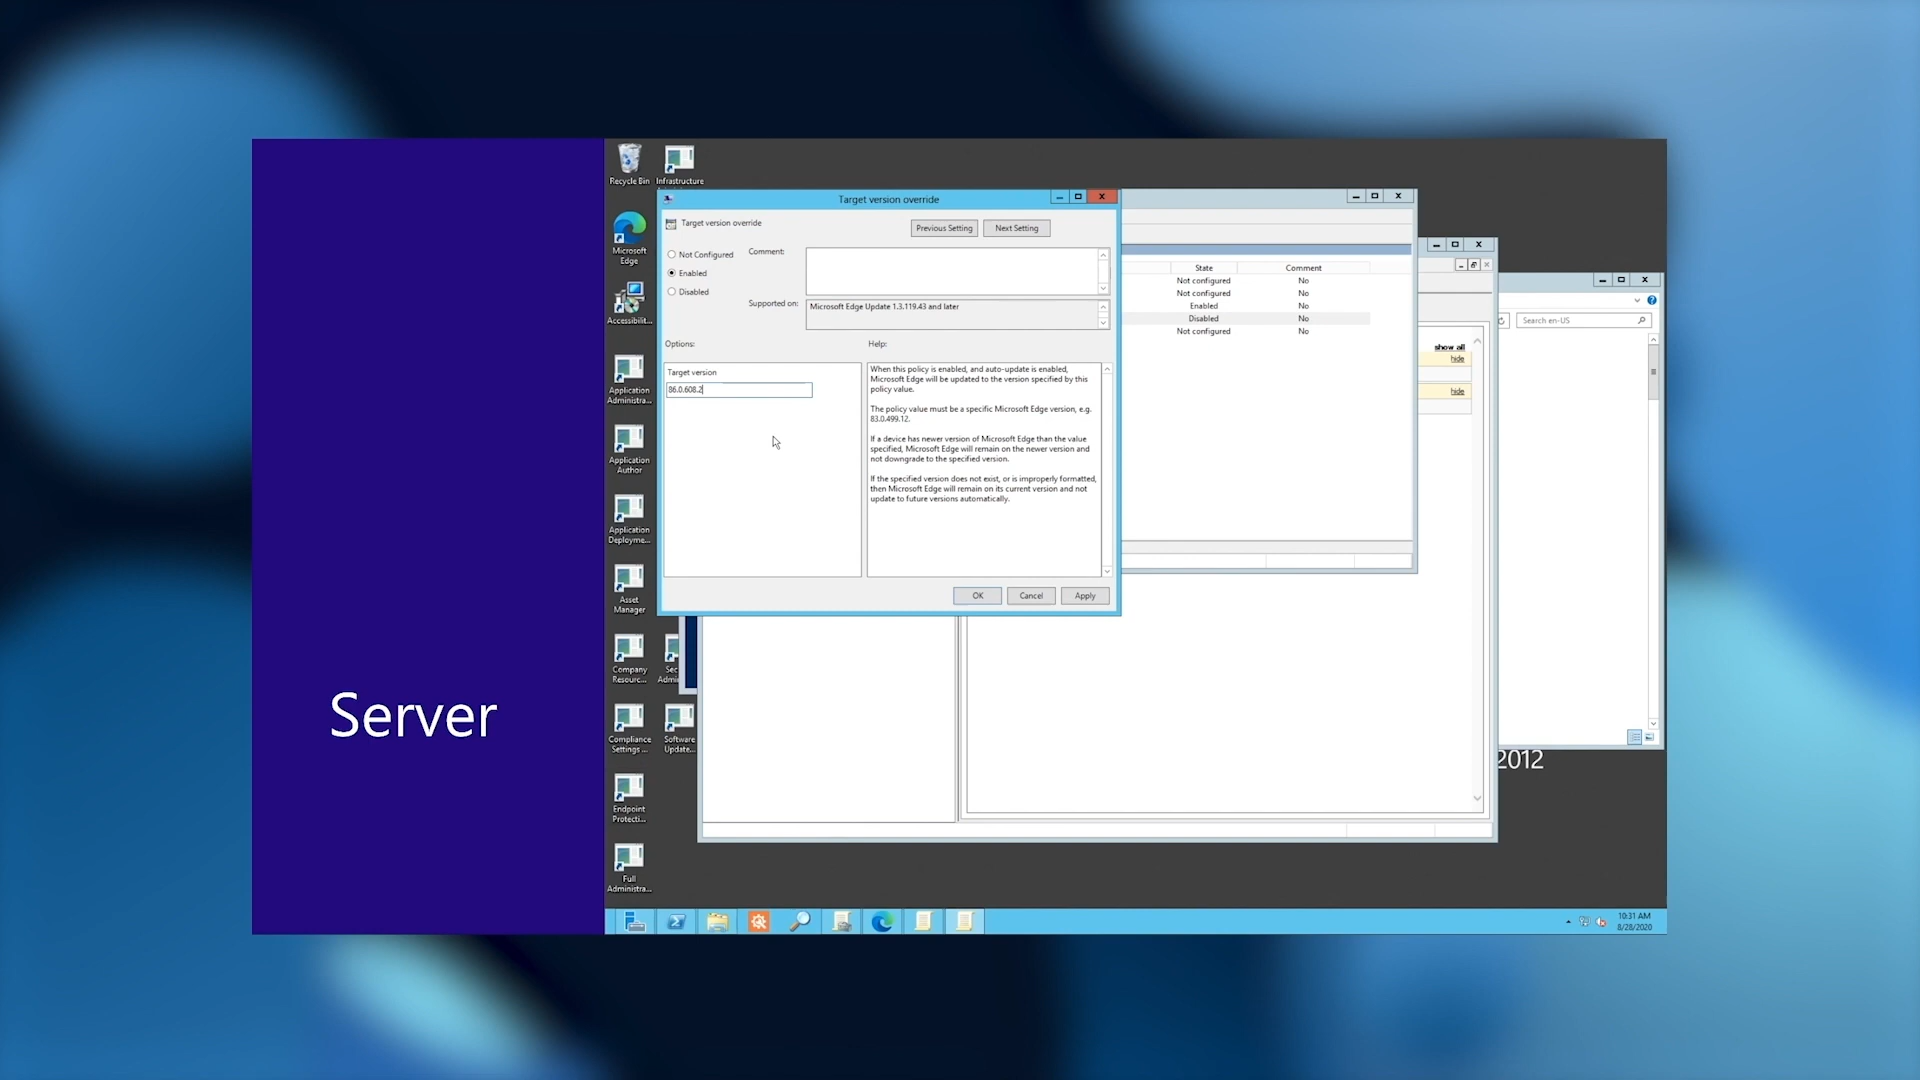 Server
Recycle Bin
Infrastructure
Microsoft
Edge
Accessibilit...
Application
Administra...
Application
Author
Application
Deployme...
Asset
Manager
Company
Resourc...
Compliance
Settings ...
Software
Update...
Endpoint
Protecti...
Full
Administra...
Target version override
Target version override
Previous Setting
Next Setting
Not Configured
Enabled
Disabled
Comment:
Supported on:
Microsoft Edge Update 1.3.119.43 and later
Options:
Help:
Target version
86.0.608.2
When this policy is enabled, and auto-update is enabled,
Microsoft Edge will be updated to the version specified by this
policy value.
The policy value must be a specific Microsoft Edge version, e.g.
83.0.499.12.
If a device has newer version of Microsoft Edge than the value
specified, Microsoft Edge will remain on the newer version and
not downgrade to the specified version.
If the specified version does not exist, or is improperly formatted,
then Microsoft Edge will remain on its current version and not
update to future versions automatically.
OK
Cancel
Apply
State Comment
Not configured No
Not configured No
Enabled No
Disabled No
Not configured No
show all
hide
hide
Search en-US
2012
10:31 AM
8/28/2020